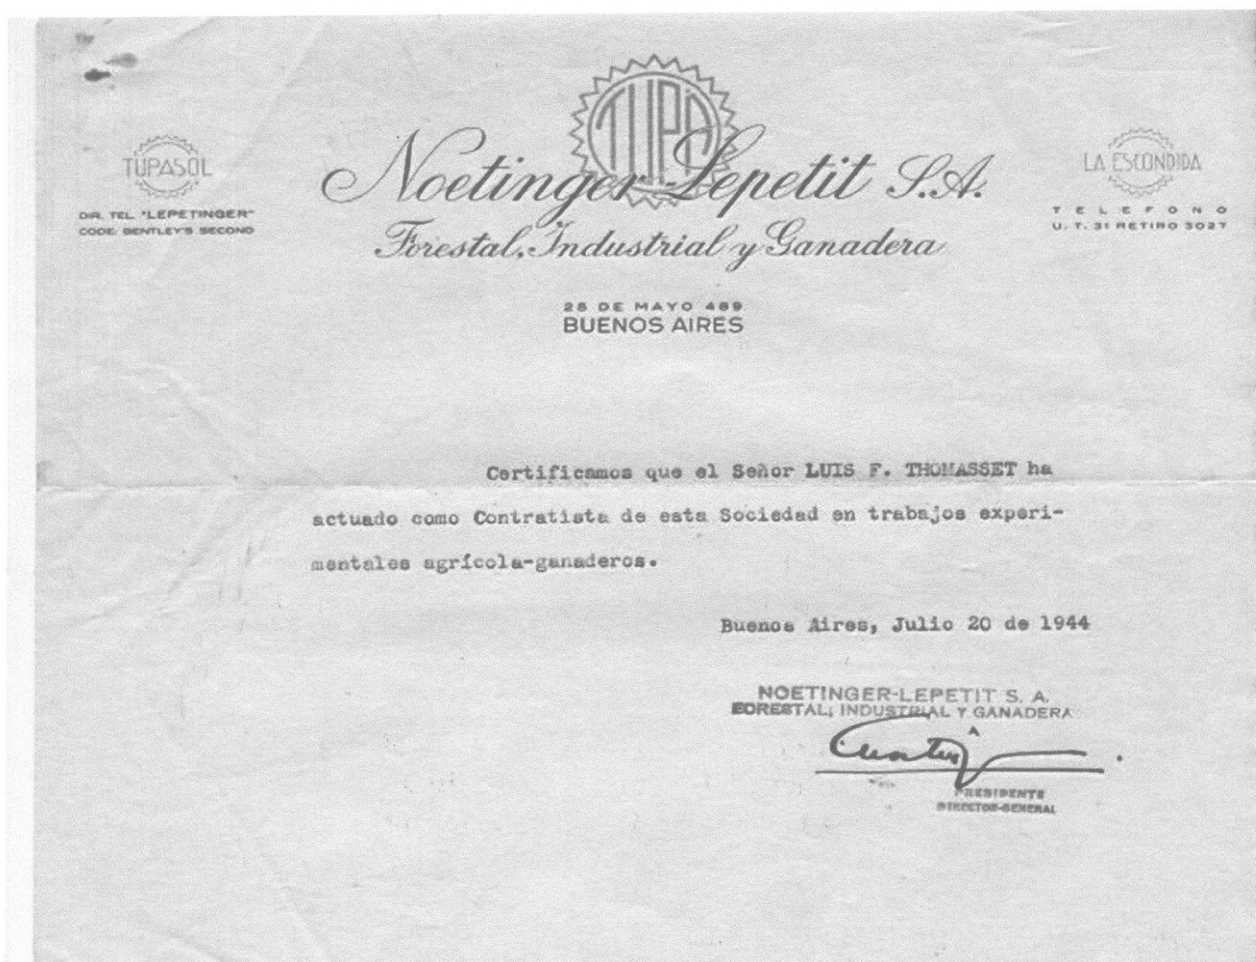 TUPA
Noetinger-Lepetit S.A.
Forestal, Industrial y Ganadera
25 DE MAYO 489
BUENOS AIRES
TUPASOL
DIR. TEL. "LEPETINGER"
CODE: BENTLEY'S SECOND
LA ESCONDIDA
TELEFONO
U. T. 31 RETIRO 3027
Certificamos que el Señor LUIS F. THOMASSET ha
actuado como Contratista de esta Sociedad en trabajos experi-
mentales agrícola-ganaderos.
Buenos Aires, Julio 20 de 1944
NOETINGER-LEPETIT S. A.
FORESTAL, INDUSTRIAL Y GANADERA
PRESIDENTE
DIRECTOR-GENERAL